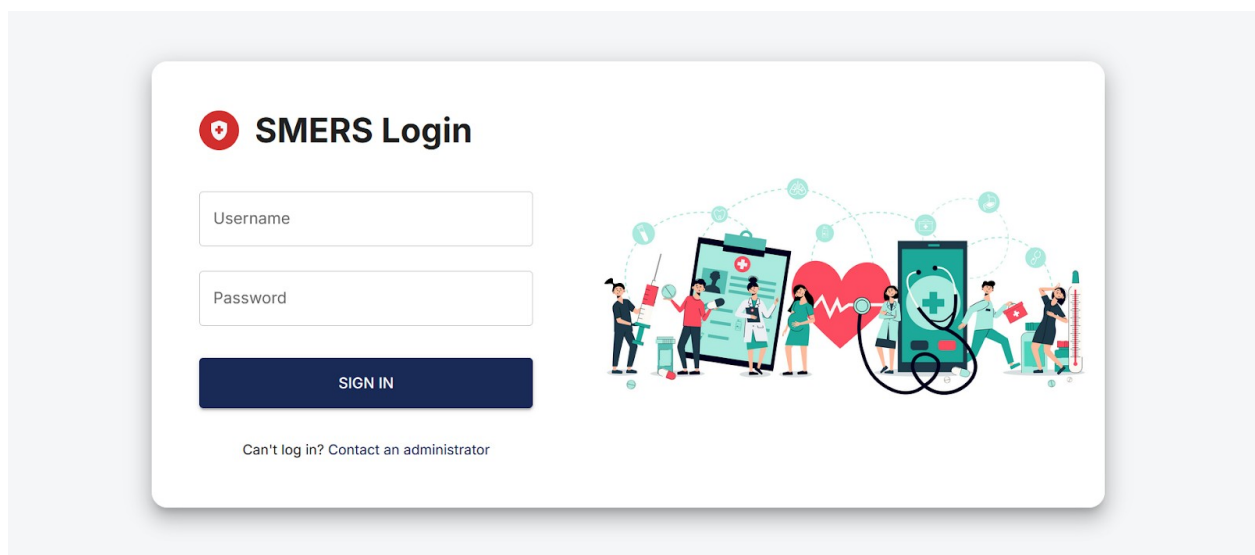 SMERS Login
Username
Password
SIGN IN
Can't log in? Contact an administrator